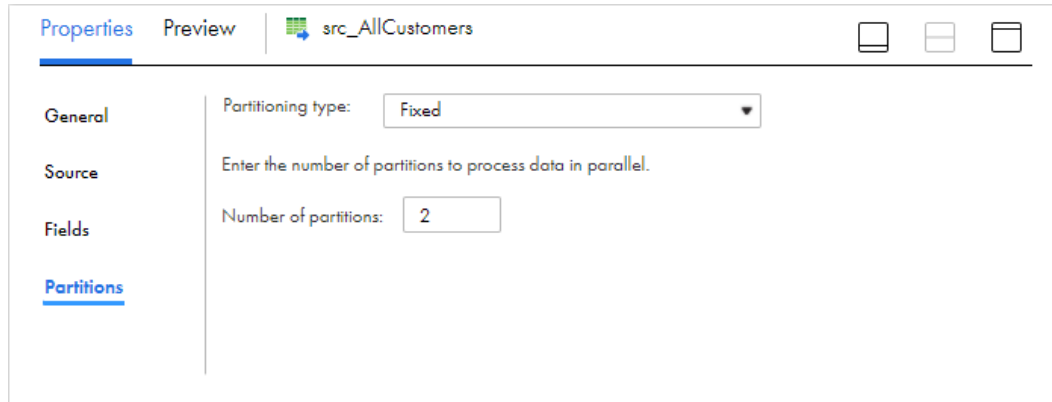 Properties Preview src_AllCustomers
General
Source
Fields
Partitions
Partitioning type: Fixed
Enter the number of partitions to process data in parallel.
Number of partitions: 2